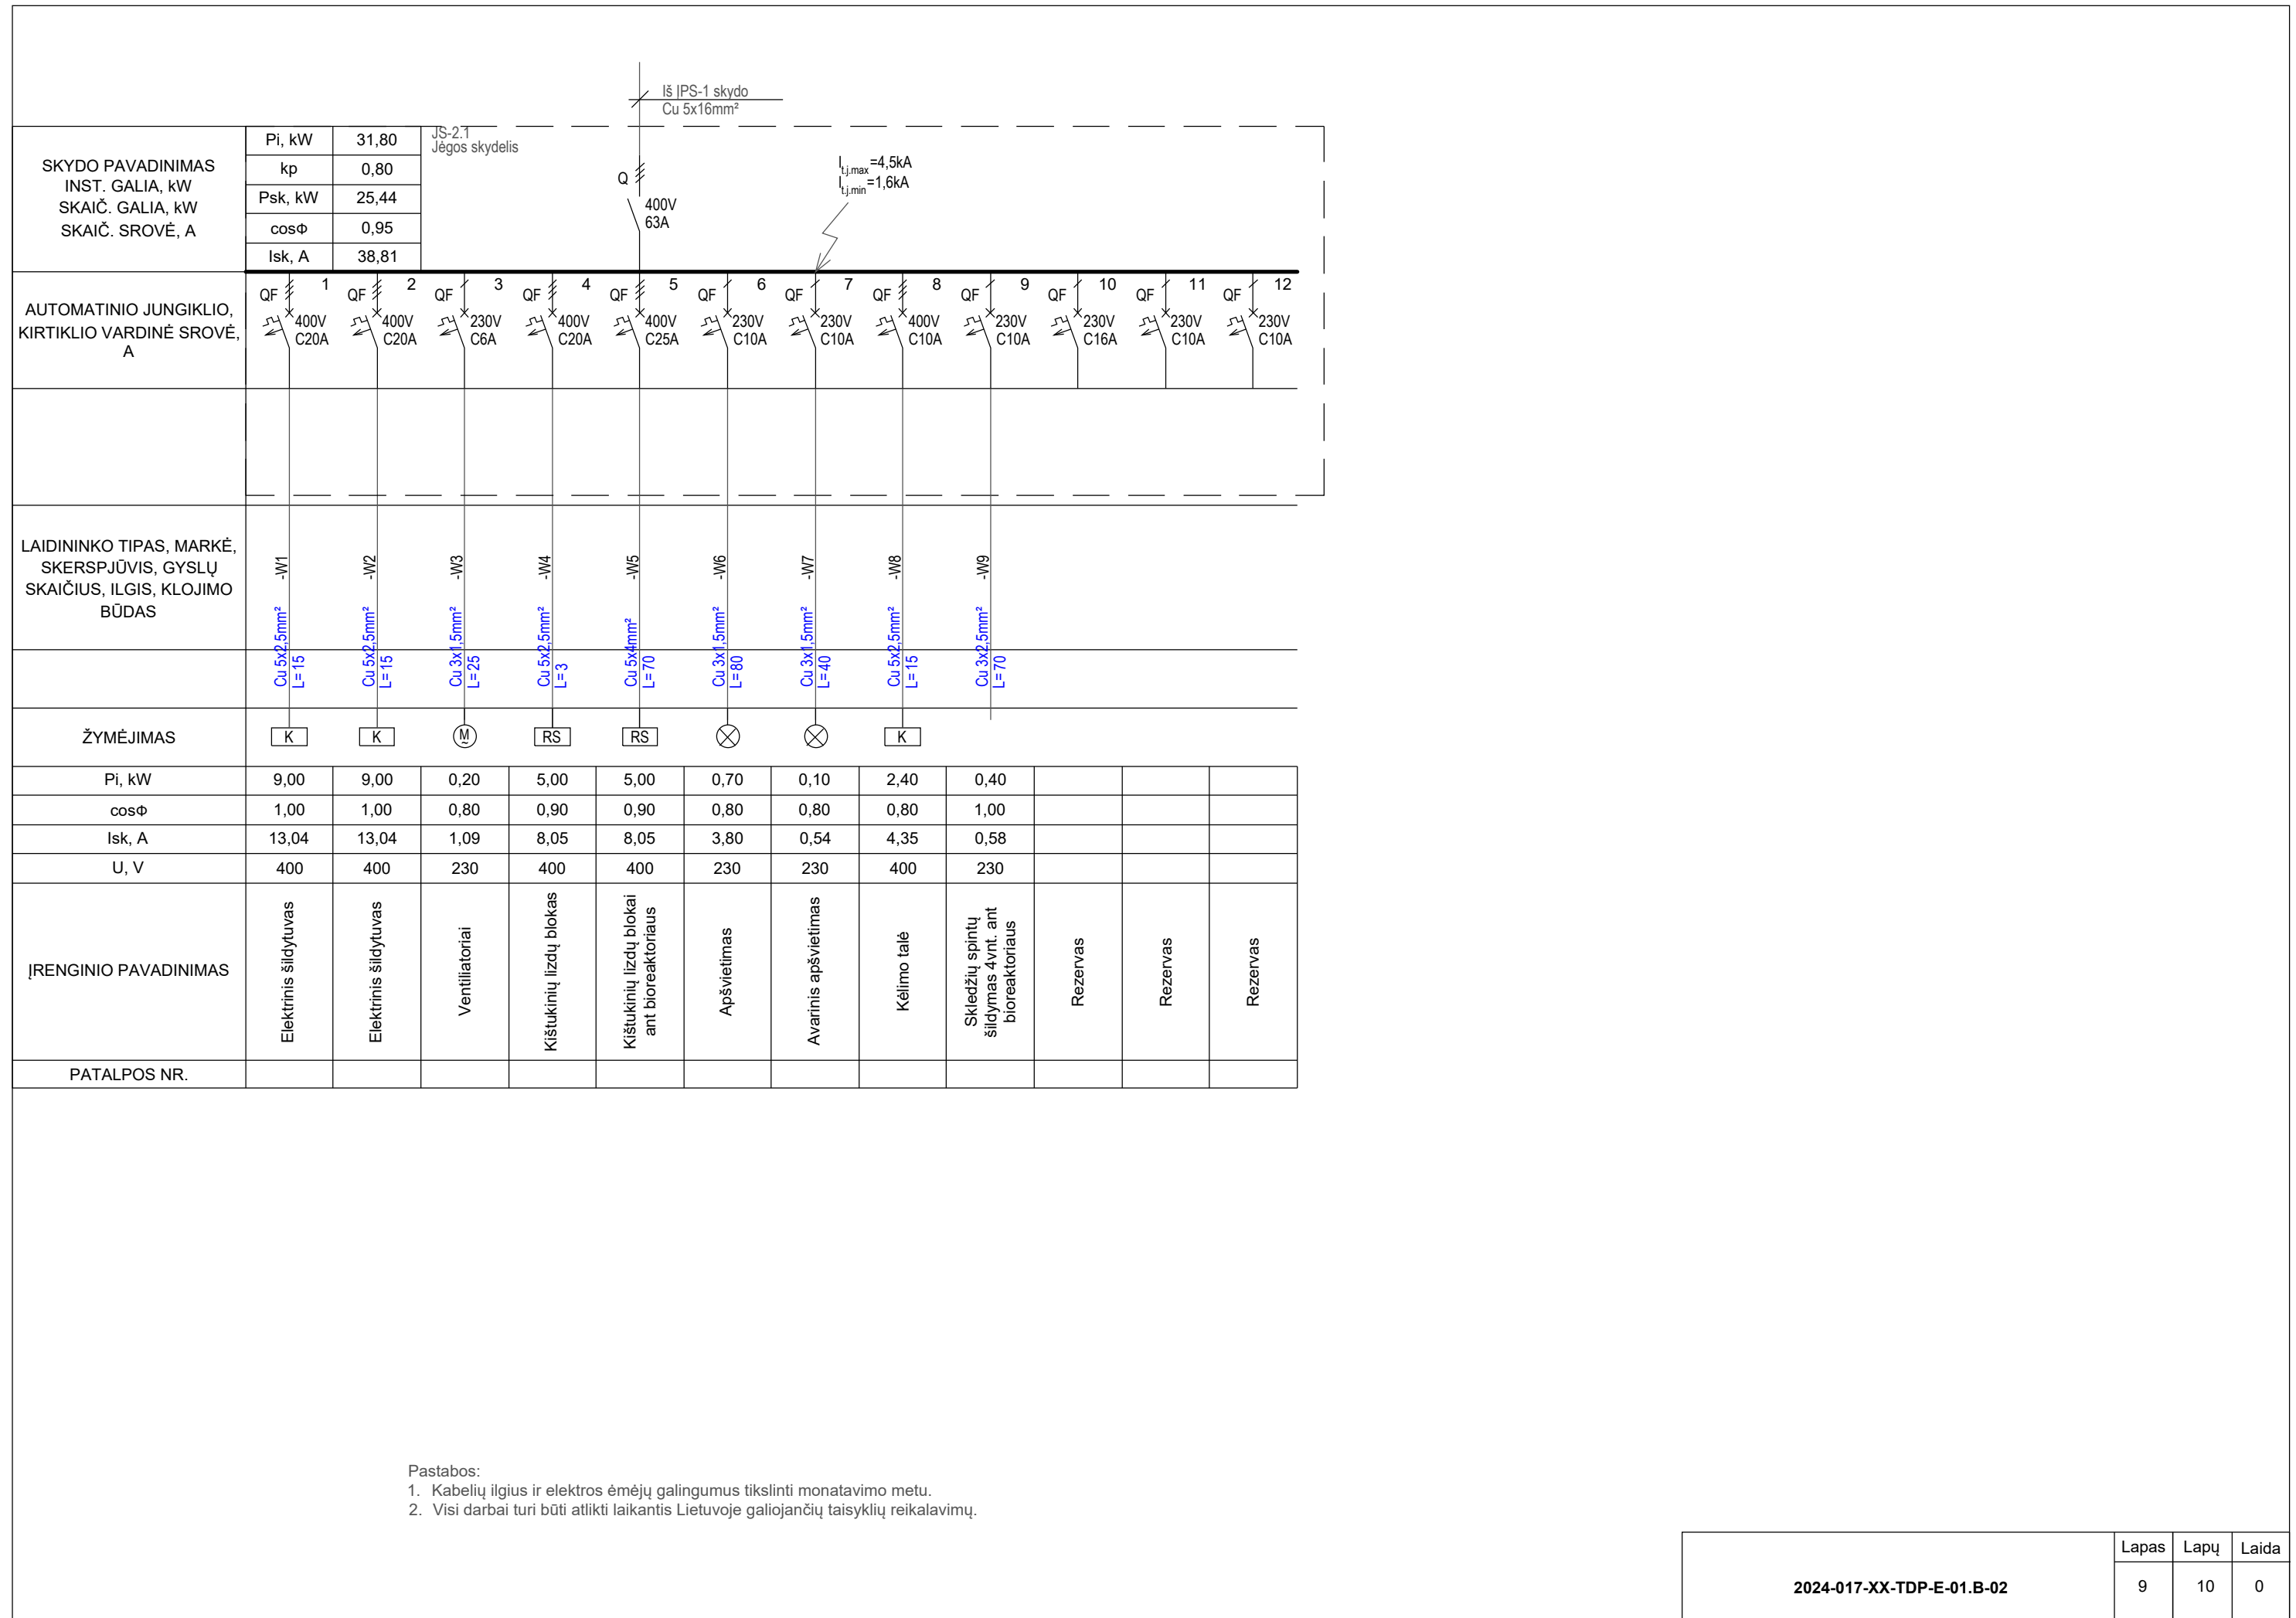 Iš ĮPS-1 skydo
Cu 5x16mm²
SKYDO PAVADINIMAS
INST. GALIA, kW
SKAIČ. GALIA, kW
SKAIČ. SROVĖ, A
Pi, kW 31,80
kp 0,80
Psk, kW 25,44
cosΦ 0,95
Isk, A 38,81
JS-2.1
Jėgos skydelis
Q
400V
63A
It.j.max=4,5kA
It.j.min=1,6kA
AUTOMATINIO JUNGIKLIO,
KIRTIKLIO VARDINĖ SROVĖ,
A
1 2 3 4 5 6 7 8 9 10 11 12
QF QF QF QF QF QF QF QF QF QF QF QF
400V 400V 230V 400V 400V 230V 230V 400V 230V 230V 230V 230V
C20A C20A C6A C20A C25A C10A C10A C10A C10A C16A C10A C10A
LAIDININKO TIPAS, MARKĖ,
SKERSPJŪVIS, GYSLŲ
SKAIČIUS, ILGIS, KLOJIMO
BŪDAS
-W1 -W2 -W3 -W4 -W5 -W6 -W7 -W8 -W9
Cu 5x2,5mm² Cu 5x2,5mm² Cu 3x1,5mm² Cu 5x2,5mm² Cu 5x4mm² Cu 3x1,5mm² Cu 3x1,5mm² Cu 5x2,5mm² Cu 3x2,5mm²
L= 15 L= 15 L= 25 L= 3 L= 70 L= 80 L= 40 L= 15 L= 70
ŽYMĖJIMAS K K M~ RS RS K
Pi, kW 9,00 9,00 0,20 5,00 5,00 0,70 0,10 2,40 0,40
cosΦ 1,00 1,00 0,80 0,90 0,90 0,80 0,80 0,80 1,00
Isk, A 13,04 13,04 1,09 8,05 8,05 3,80 0,54 4,35 0,58
U, V 400 400 230 400 400 230 230 400 230
ĮRENGINIO PAVADINIMAS
Elektrinis šildytuvas
Elektrinis šildytuvas
Ventiliatoriai
Kištukinių lizdų blokas
Kištukinių lizdų blokai
ant bioreaktoriaus
Apšvietimas
Avarinis apšvietimas
Kėlimo talė
Skledžių spintų
šildymas 4vnt. ant
bioreaktoriaus
Rezervas
Rezervas
Rezervas
PATALPOS NR.
Pastabos:
1. Kabelių ilgius ir elektros ėmėjų galingumus tikslinti monatavimo metu.
2. Visi darbai turi būti atlikti laikantis Lietuvoje galiojančių taisyklių reikalavimų.
Lapas Lapų Laida
2024-017-XX-TDP-E-01.B-02 9 10 0